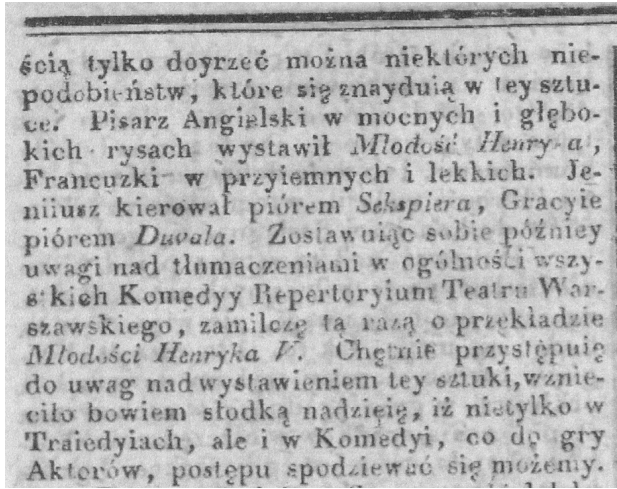 ścią tylko doyrzeć można niektórych nie-
podobieństw, które się znayduią w tey sztu-
ce. Pisarz Angielski w mocnych i głębo-
kich rysach wystawił Młodość Henryka,
Francuzki w przyiemnych i lekkich. Je-
niiusz kierował piórem Sekspiera, Gracyie
piórem Duvala. Zostawuiąc sobie późniey
uwagi nad tłumaczeniami w ogólności wszy-
stkich Komedyy Repertoryium Teatru War-
szawskiego, zamilczę tą razą o przekładzie
Młodości Henryka V. Chętnie przystępuię
do uwag nad wystawieniem tey sztuki, wznie-
ciło bowiem słodką nadzieię, iż nietylko w
Traiedyiach, ale i w Komedyi, co do gry
Aktorów, postępu spodziewać się możemy.